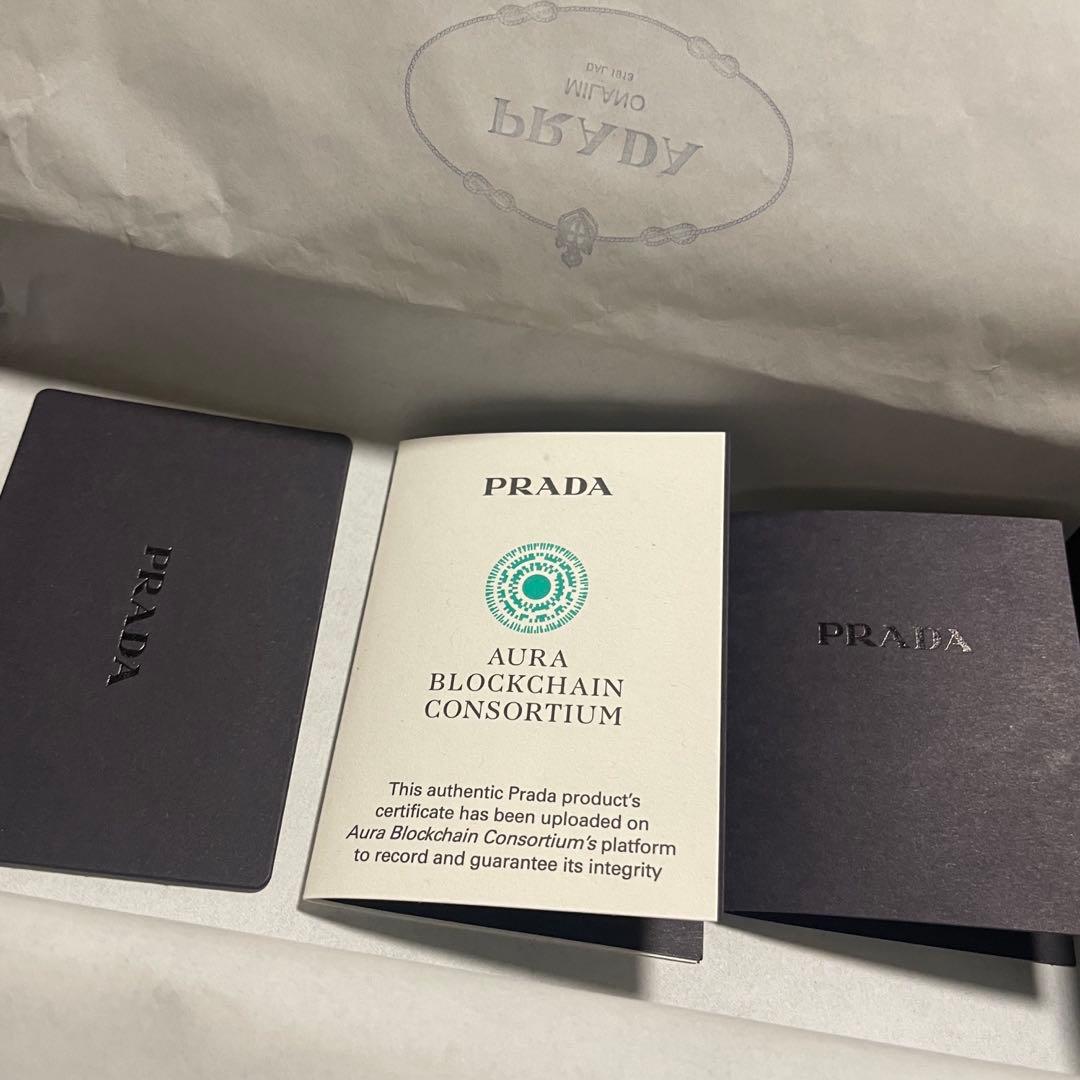 DAL 1913
MILANO
PRADA
PRADA
PRADA
AURA
BLOCKCHAIN
CONSORTIUM
This authentic Prada product's
certificate has been uploaded on
Aura Blockchain Consortium's platform
to record and guarantee its integrity
PRADA